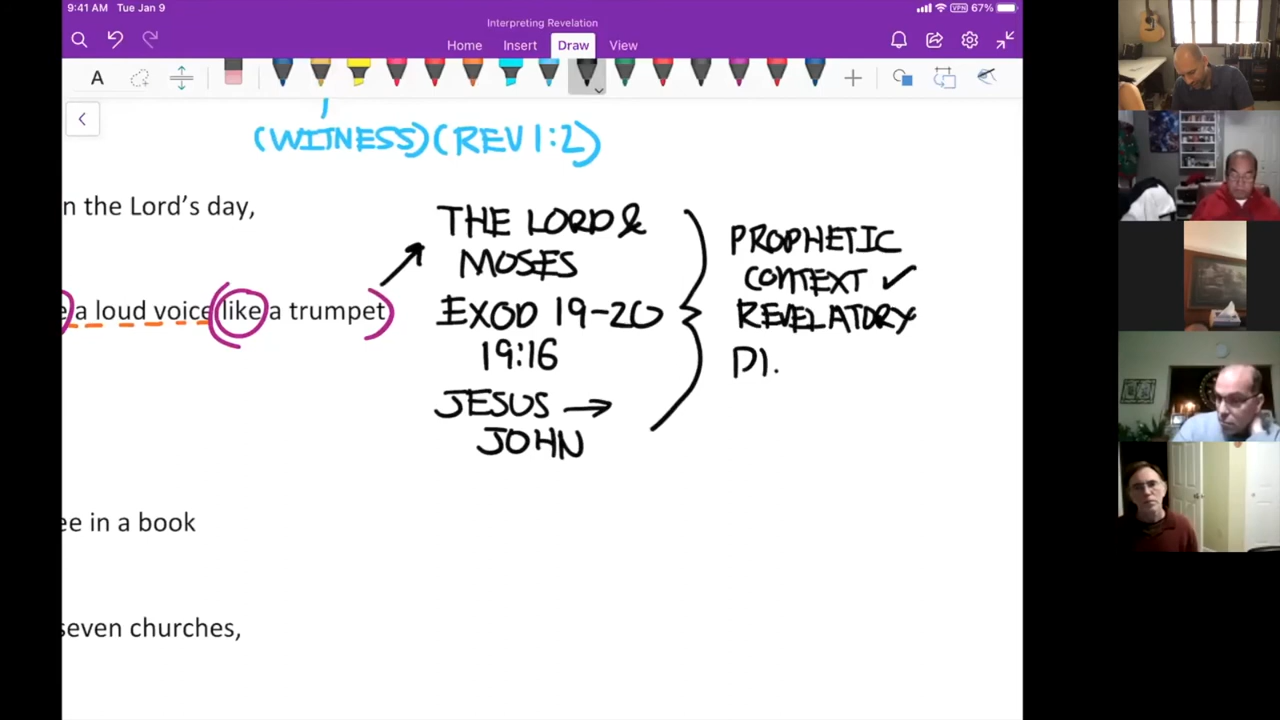 9:41 AM Tue Jan 9
VPN 67%
Interpreting Revelation
Home Insert Draw View
A
(WITNESS) (REV 1:2)
n the Lord's day,
THE LORD &
MOSES
EXOD 19-20
19:16
JESUS →
JOHN
PROPHETIC
CONTEXT ✓
REVELATORY
DI.
e a loud voice (like a trumpet)
ee in a book
seven churches,